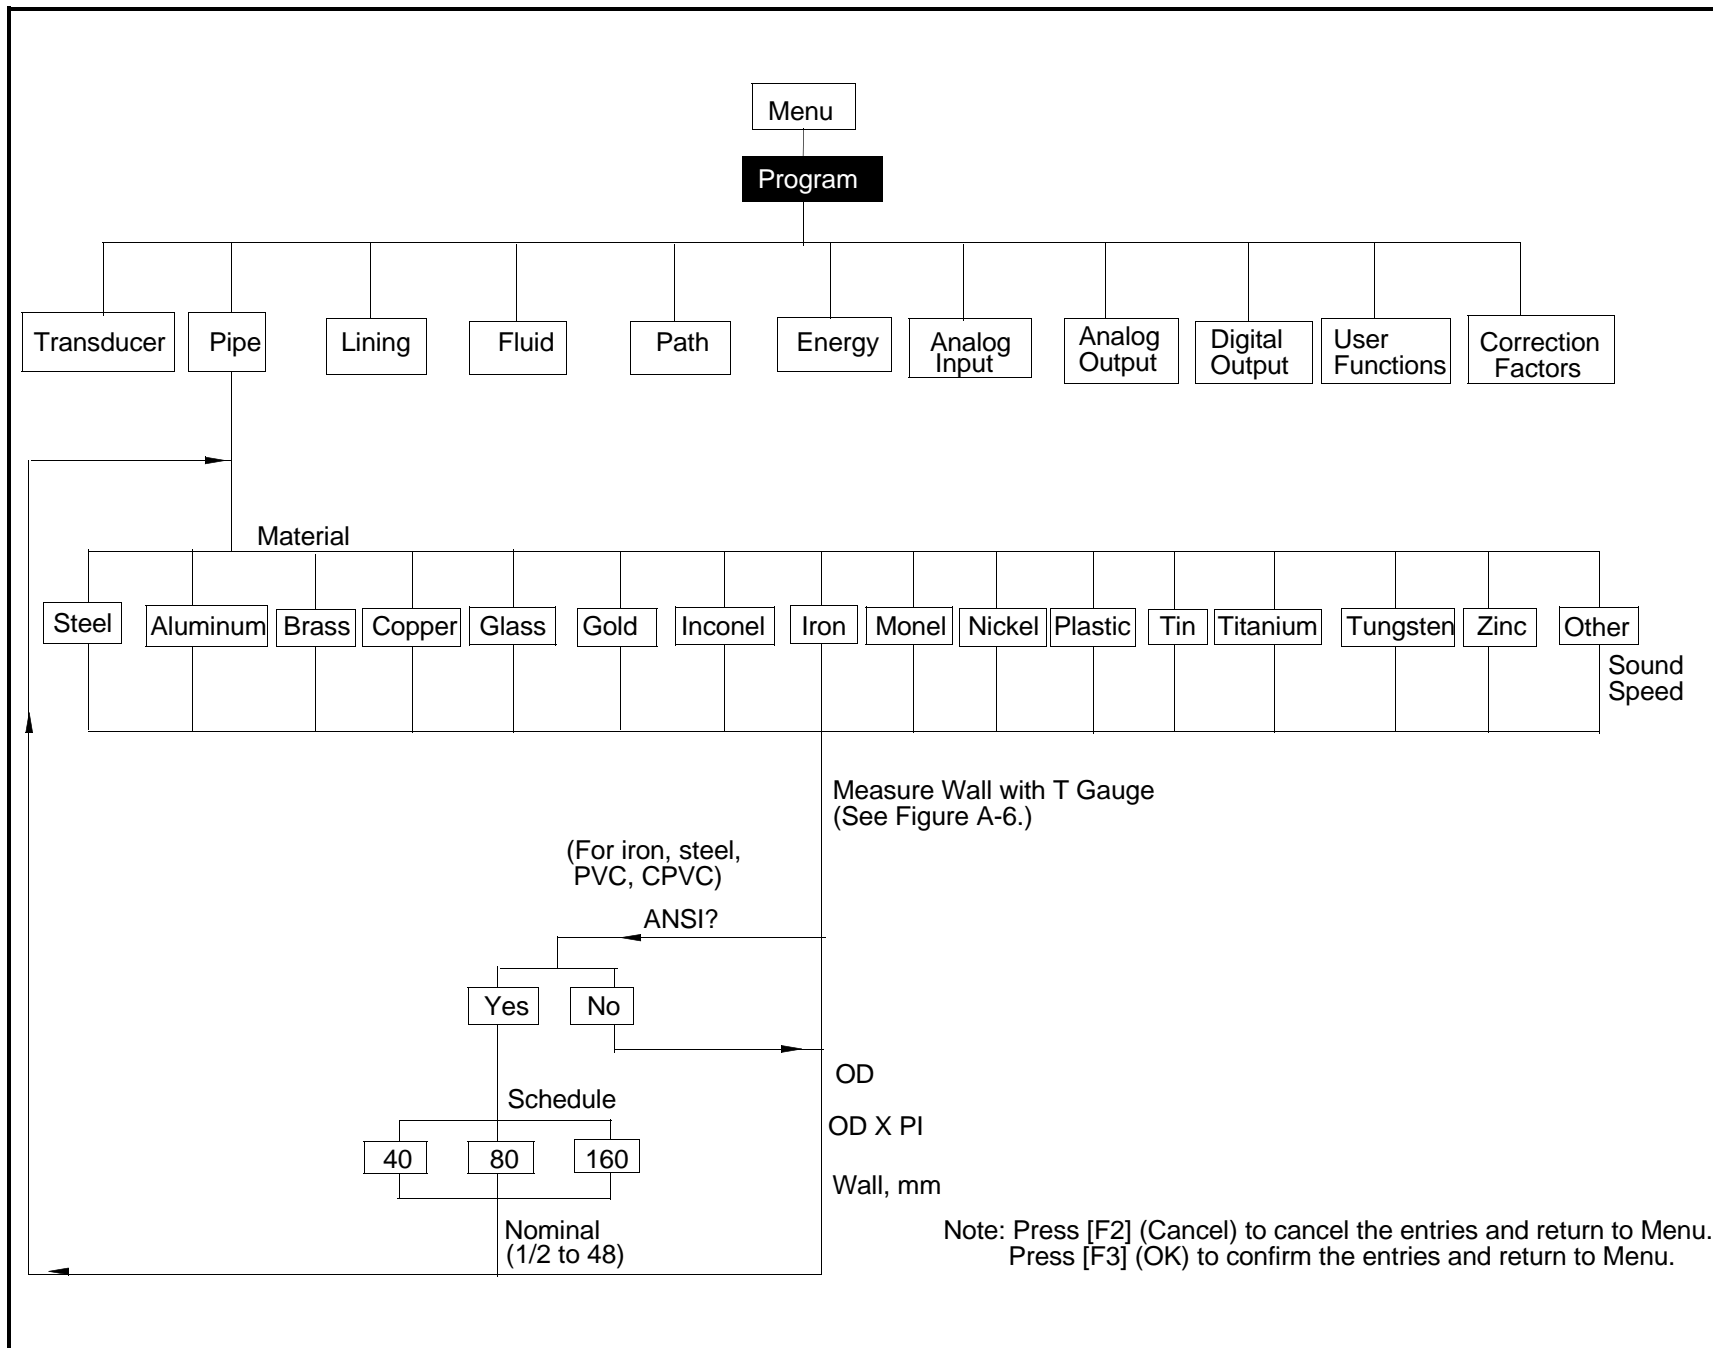 Menu
Program
Transducer
Pipe
Lining
Fluid
Path
Energy
Analog
Input
Analog
Output
Digital
Output
User
Functions
Correction
Factors
Material
Steel
Aluminum
Brass
Copper
Glass
Gold
Inconel
Iron
Monel
Nickel
Plastic
Tin
Titanium
Tungsten
Zinc
Other
Sound
Speed
Measure Wall with T Gauge
(See Figure A-6.)
(For iron, steel,
PVC, CPVC)
ANSI?
Yes
No
OD
Schedule
OD X PI
40
80
160
Wall, mm
Nominal
(1/2 to 48)
Note: Press [F2] (Cancel) to cancel the entries and return to Menu.
Press [F3] (OK) to confirm the entries and return to Menu.